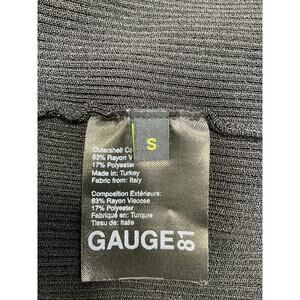 S
Outershell Co
83% Rayon Viscose
17% Polyester
Made in: Turkey
Fabric from: Italy
Composition Extérieure:
83% Rayon Viscose
17% Polyester
Fabriqué en: Turquie
Tissu de: Italie
GAUGE81